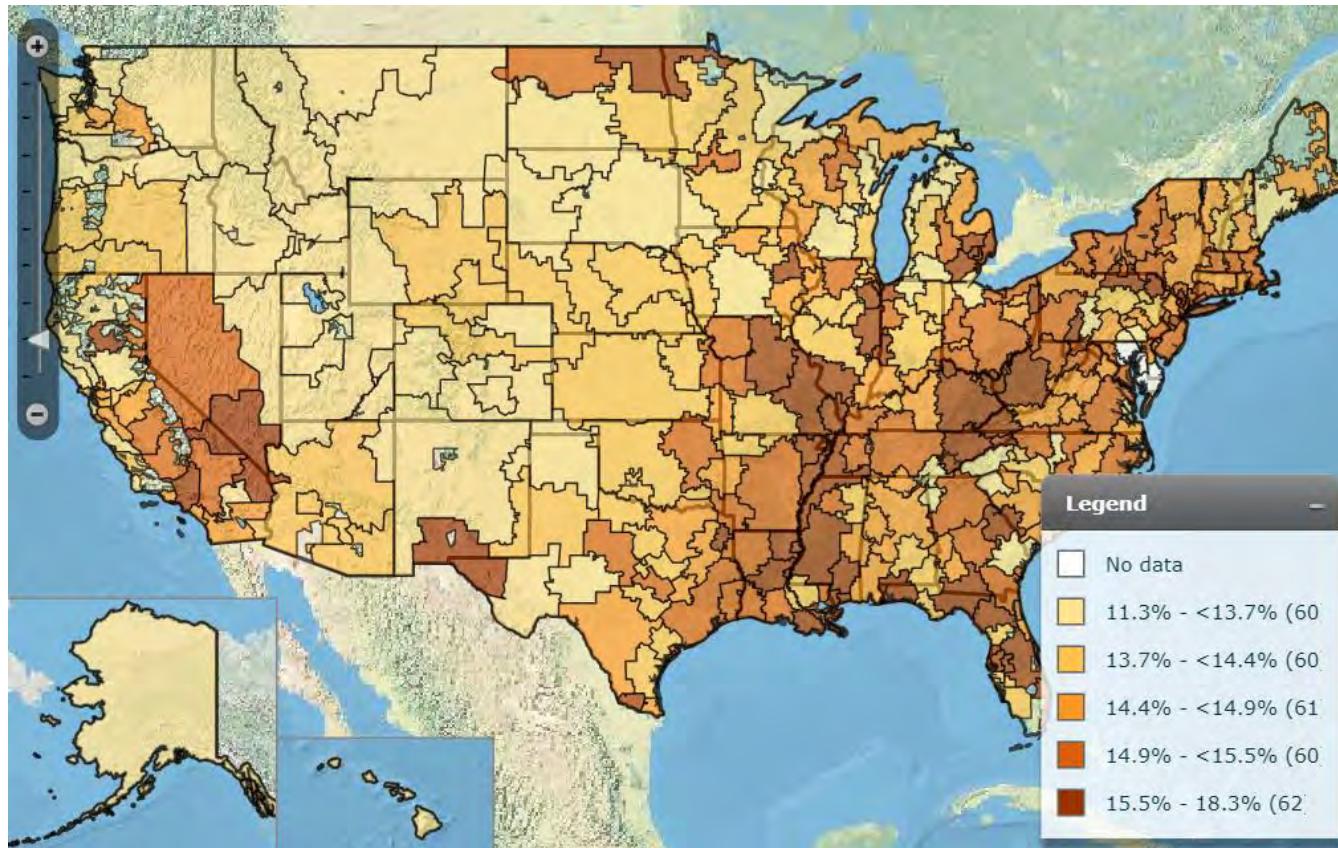 +
−
Legend −
No data
11.3% - <13.7% (60
13.7% - <14.4% (60
14.4% - <14.9% (61
14.9% - <15.5% (60
15.5% - 18.3% (62